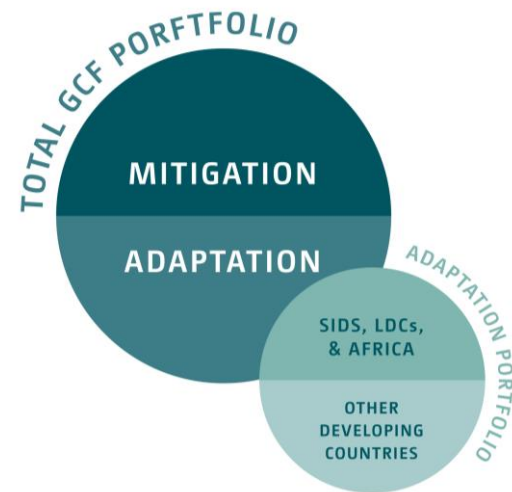 TOTAL GCF PORFTFOLIO
MITIGATION
ADAPTATION
ADAPTATION PORTFOLIO
SIDS, LDCs,
& AFRICA
OTHER
DEVELOPING
COUNTRIES